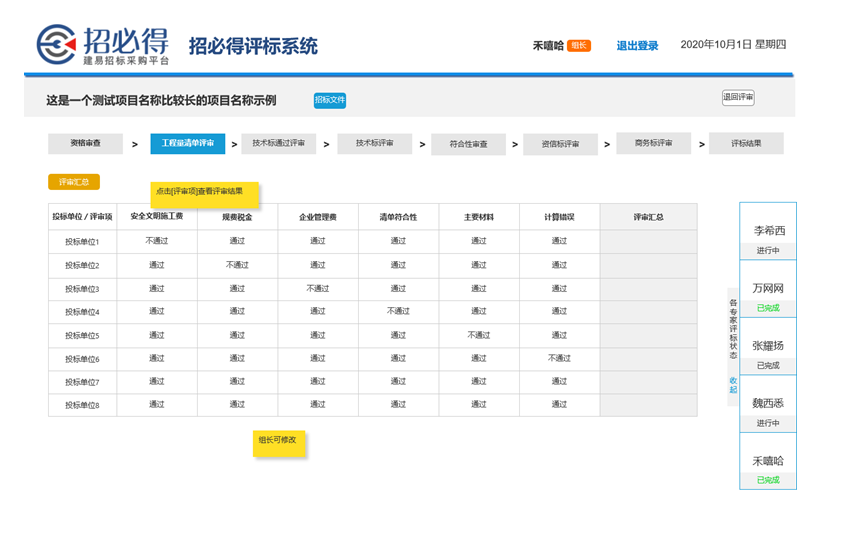 招必得
建易招标采购平台
招必得评标系统
禾嘻哈 组长 退出登录 2020年10月1日 星期四
这是一个测试项目名称比较长的项目名称示例 招标文件 退回评审
资格审查 > 工程量清单评审 > 技术标通过评审 > 技术标评审 > 符合性审查 > 资信标评审 > 商务标评审 > 评标结果
评审汇总
点击[评审项]查看评审结果
投标单位 / 评审项 安全文明施工费 规费税金 企业管理费 清单符合性 主要材料 计算错误 评审汇总
投标单位1 不通过 通过 通过 通过 通过 通过
投标单位2 通过 不通过 通过 通过 通过 通过
投标单位3 通过 通过 不通过 通过 通过 通过
投标单位4 通过 通过 通过 不通过 通过 通过
投标单位5 通过 通过 通过 通过 不通过 通过
投标单位6 通过 通过 通过 通过 通过 不通过
投标单位7 通过 通过 通过 通过 通过 通过
投标单位8 通过 通过 通过 通过 通过 通过
组长可修改
各专家评标状态
收起
李希西
进行中
万网网
已完成
张耀扬
已完成
魏西悉
进行中
禾嘻哈
已完成